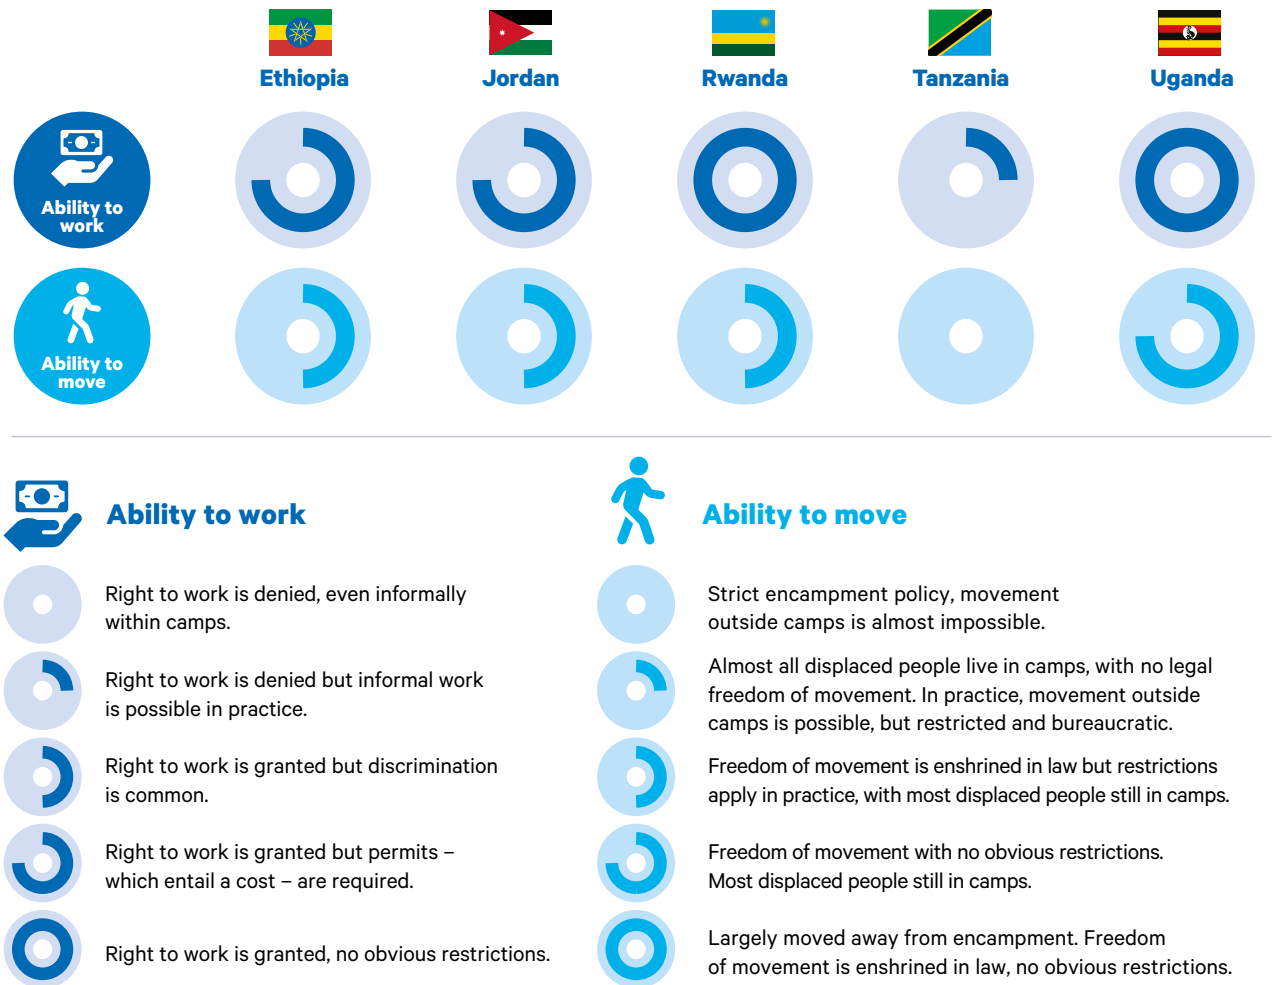 Ethiopia
Jordan
Rwanda
Tanzania
Uganda
Ability to
work
Ability to
move
Ability to work
Right to work is denied, even informally
within camps.
Right to work is denied but informal work
is possible in practice.
Right to work is granted but discrimination
is common.
Right to work is granted but permits –
which entail a cost – are required.
Right to work is granted, no obvious restrictions.
Ability to move
Strict encampment policy, movement
outside camps is almost impossible.
Almost all displaced people live in camps, with no legal
freedom of movement. In practice, movement outside
camps is possible, but restricted and bureaucratic.
Freedom of movement is enshrined in law but restrictions
apply in practice, with most displaced people still in camps.
Freedom of movement with no obvious restrictions.
Most displaced people still in camps.
Largely moved away from encampment. Freedom
of movement is enshrined in law, no obvious restrictions.